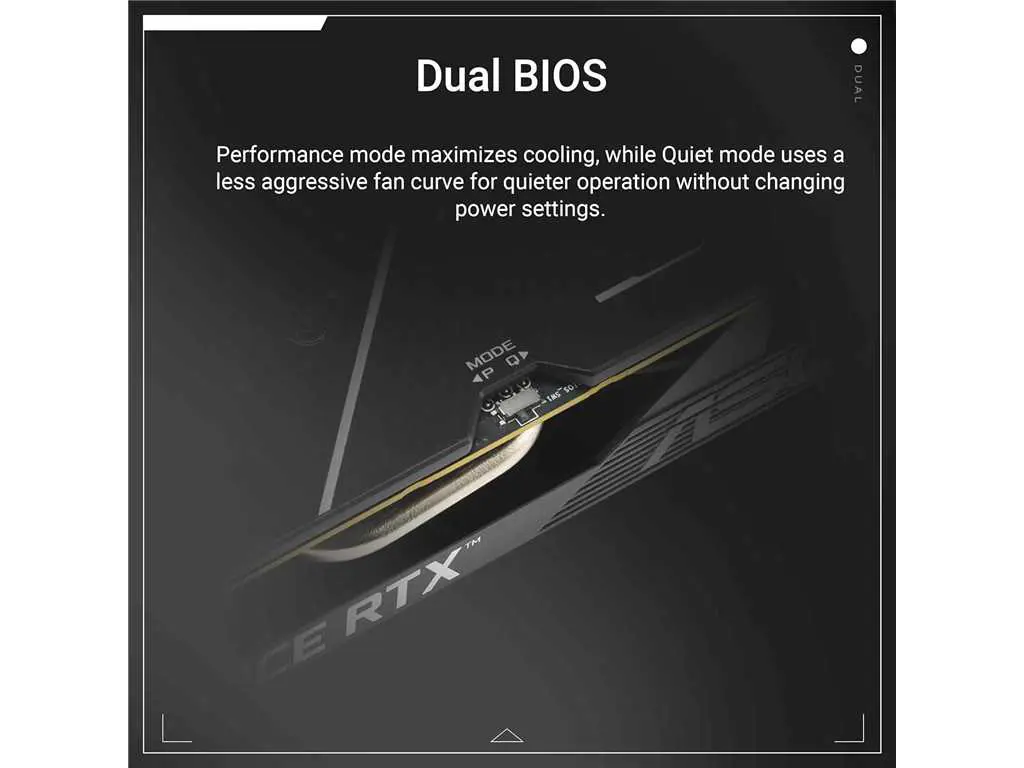 Dual BIOS
DUAL
Performance mode maximizes cooling, while Quiet mode uses a
less aggressive fan curve for quieter operation without changing
power settings.
MODE
◀P Q▶
CE RTX™